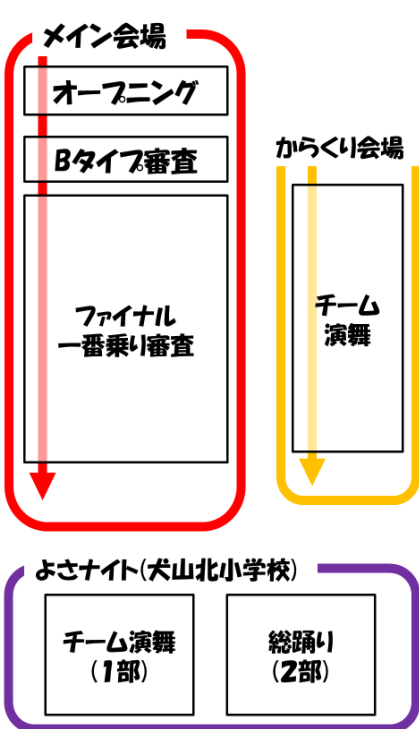 メイン会場
オープニング
Bタイプ審査
ファイナル
一番乗り審査
からくり会場
チーム
演舞
よさナイト(犬山北小学校)
チーム演舞
(1部)
総踊り
(2部)